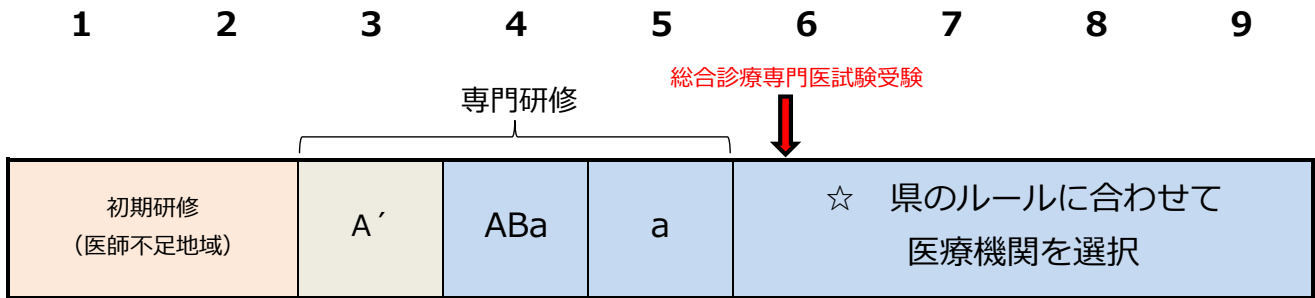 1 2 3 4 5 6 7 8 9
総合診療専門医試験受験
専門研修
初期研修
（医師不足地域）
A´
ABa
a
☆ 県のルールに合わせて
医療機関を選択